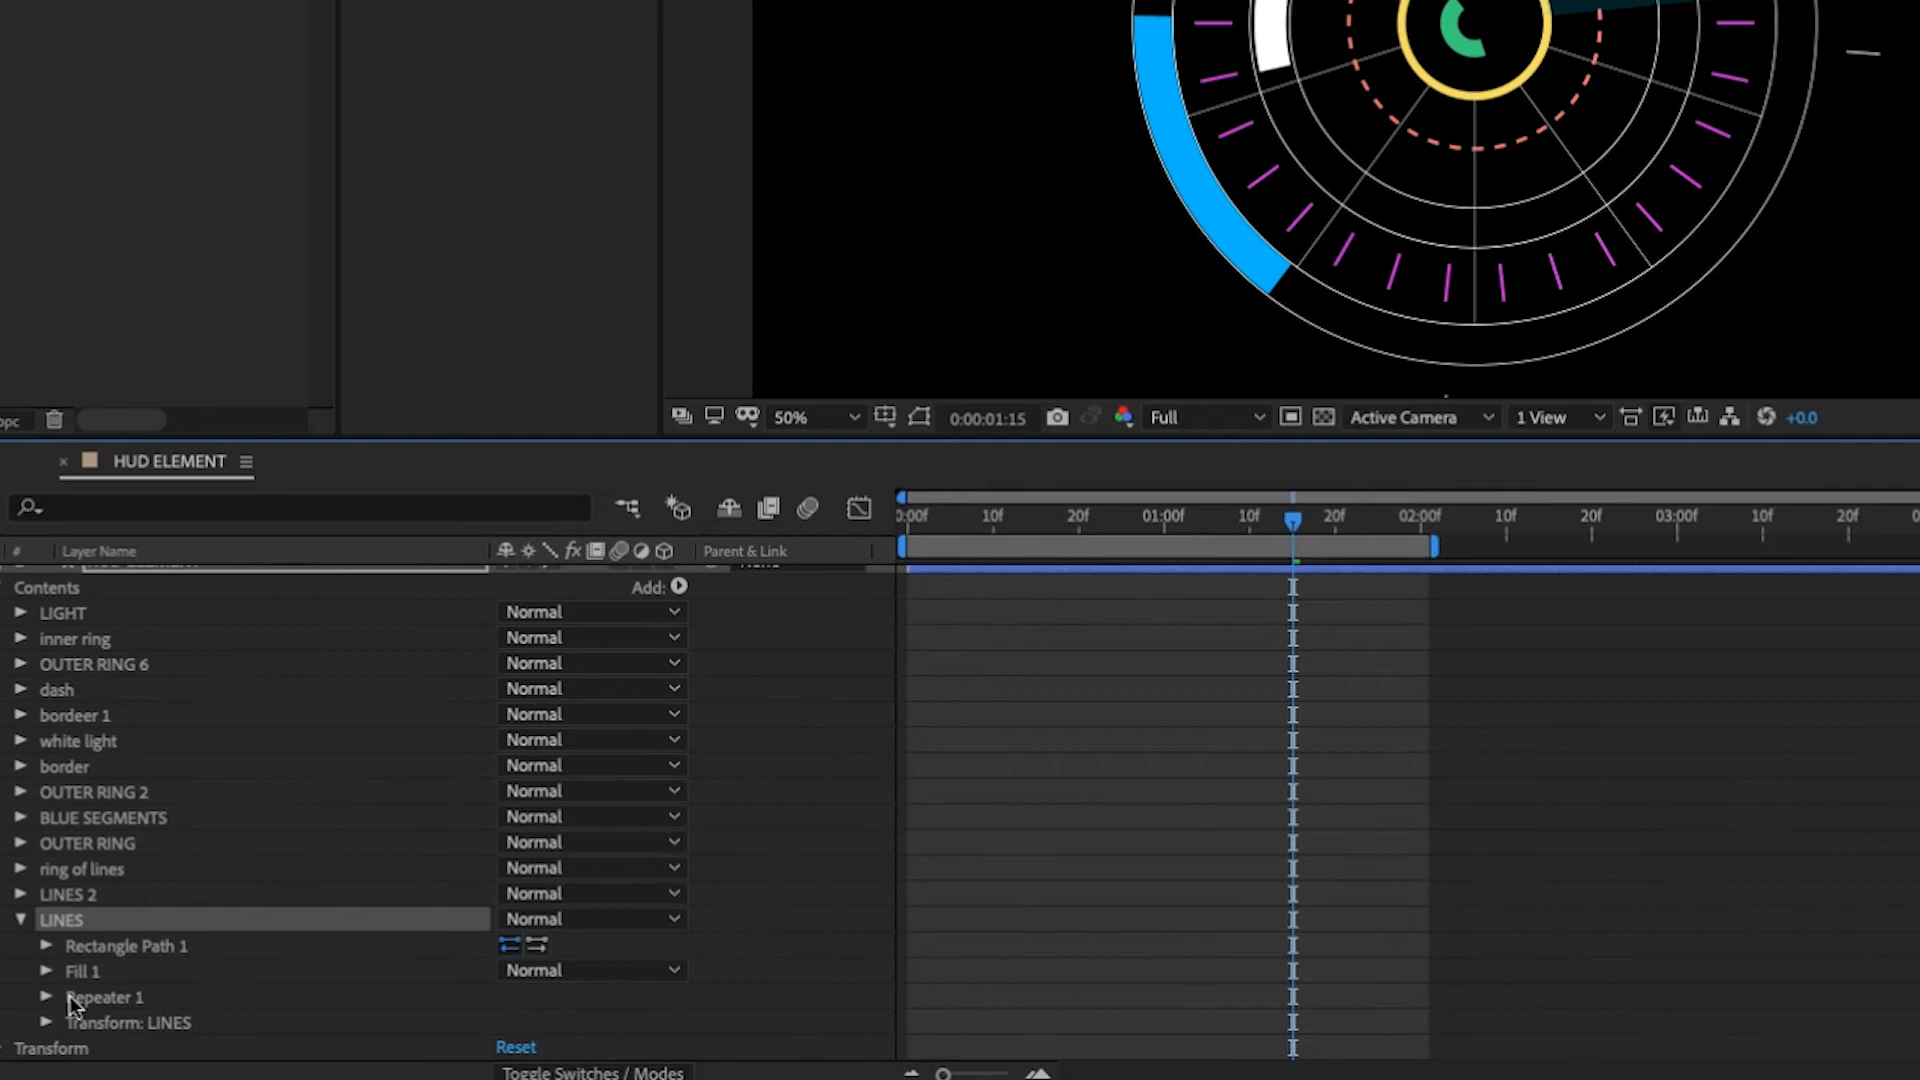 50%
0:00:01:15
Full
Active Camera
1 View
+0.0
HUD ELEMENT
0:00f 10f 20f 01:00f 10f 20f 02:00f 10f 20f 03:00f 10f 20f
# Layer Name
fx
Parent & Link
Contents
Add:
LIGHT Normal
inner ring Normal
OUTER RING 6 Normal
dash Normal
bordeer 1 Normal
white light Normal
border Normal
OUTER RING 2 Normal
BLUE SEGMENTS Normal
OUTER RING Normal
ring of lines Normal
LINES 2 Normal
LINES Normal
Rectangle Path 1
Fill 1 Normal
Repeater 1
Transform: LINES
Transform Reset
Toggle Switches / Modes